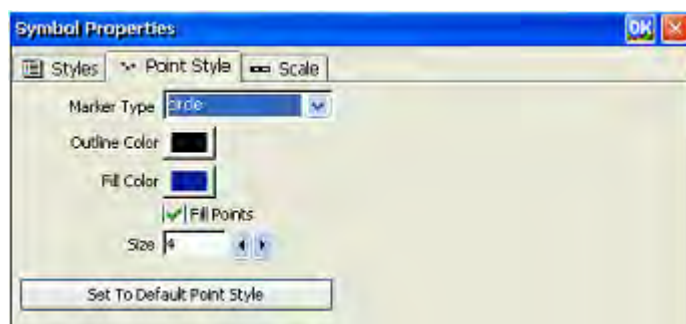 Symbol Properties OK
Styles Point Style Scale
Marker Type circle
Outline Color
Fill Color
Fill Points
Size 4
Set To Default Point Style